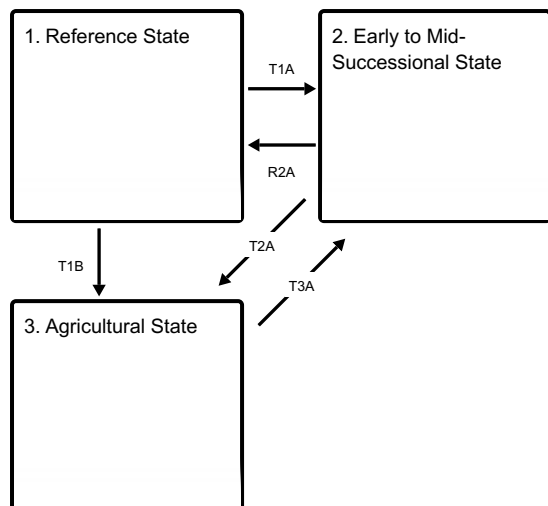 1. Reference State
2. Early to Mid-
Successional State
T1A
R2A
T1B
T2A
T3A
3. Agricultural State